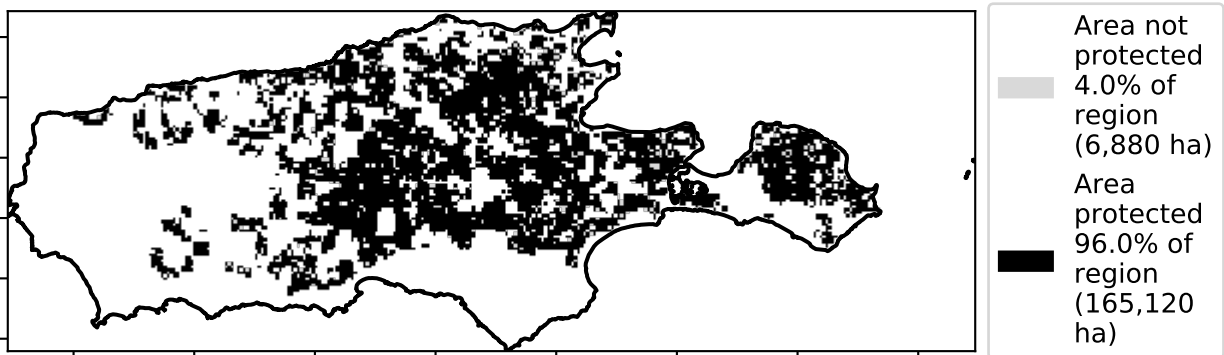 Area not
protected
4.0% of
region
(6,880 ha)
Area
protected
96.0% of
region
(165,120
ha)